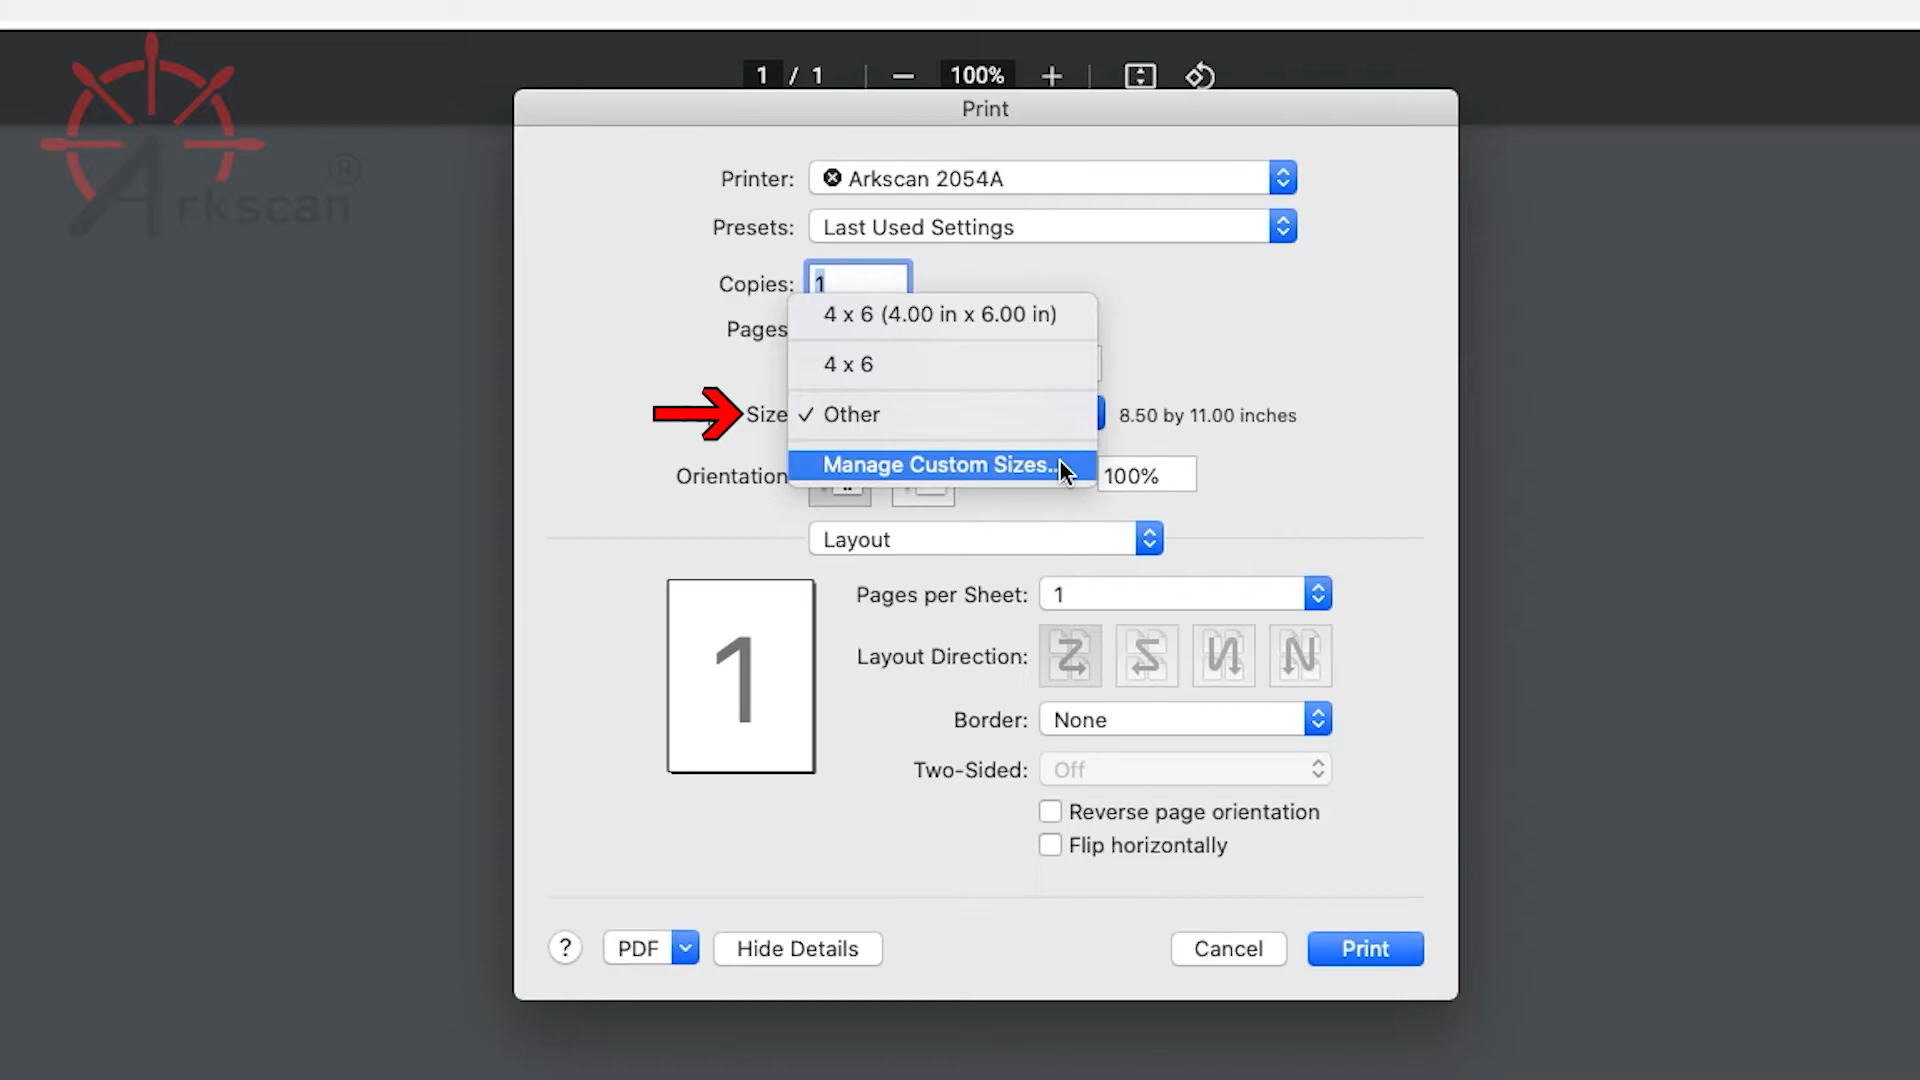 1 / 1 100%
Print
Arkscan ®
Printer: Arkscan 2054A
Presets: Last Used Settings
Copies: 1
4 x 6 (4.00 in x 6.00 in)
Pages
4 x 6
Size ✓ Other 8.50 by 11.00 inches
Manage Custom Sizes...
Orientation 100%
Layout
1
Pages per Sheet: 1
Layout Direction:
Border: None
Two-Sided: Off
Reverse page orientation
Flip horizontally
? PDF Hide Details Cancel Print